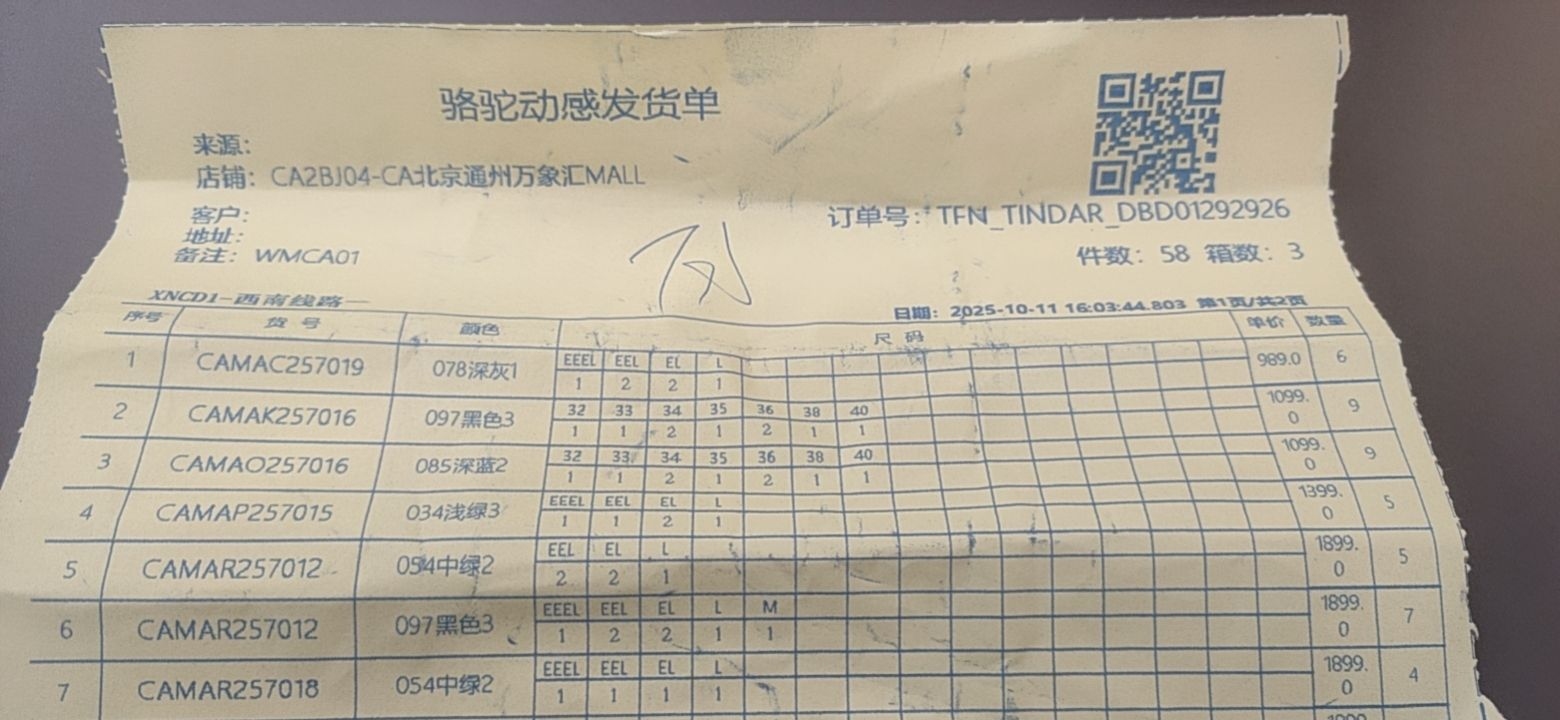 骆驼动感发货单
来源：
店铺：CA2BJ04-CA北京通州万象汇MALL
客户：
订单号：TFN_TINDAR_DBD01292926
地址：
备注：WMCA01
件数：58 箱数：3
XNCD1-西南线路一
日期：2025-10-11 16:03:44.803 第1页/共2页
序号 货号 颜色 尺码 单价 数量
1 CAMAC257019 078深灰1 EEEL EEL EL L 989.0 6
1 2 2 1
2 CAMAK257016 097黑色3 32 33 34 35 36 38 40 1099.0 9
1 1 2 1 2 1 1
3 CAMAO257016 085深蓝2 32 33 34 35 36 38 40 1099.0 9
1 1 2 1 2 1 1
4 CAMAP257015 034浅绿3 EEEL EEL EL L 1399.0 5
1 1 2 1
5 CAMAR257012 054中绿2 EEL EL L 1899.0 5
2 2 1
6 CAMAR257012 097黑色3 EEEL EEL EL L M 1899.0 7
1 2 2 1 1
7 CAMAR257018 054中绿2 EEEL EEL EL L 1899.0 4
1 1 1 1